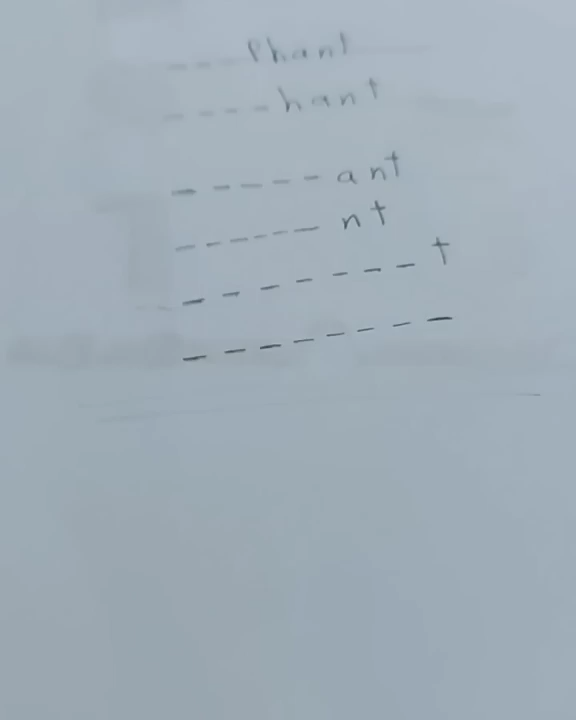 _ _ _ Phant
_ _ _ _ hant
_ _ _ _ _ ant
_ _ _ _ _ _ nt
_ _ _ _ _ _ _ t
_ _ _ _ _ _ _ _